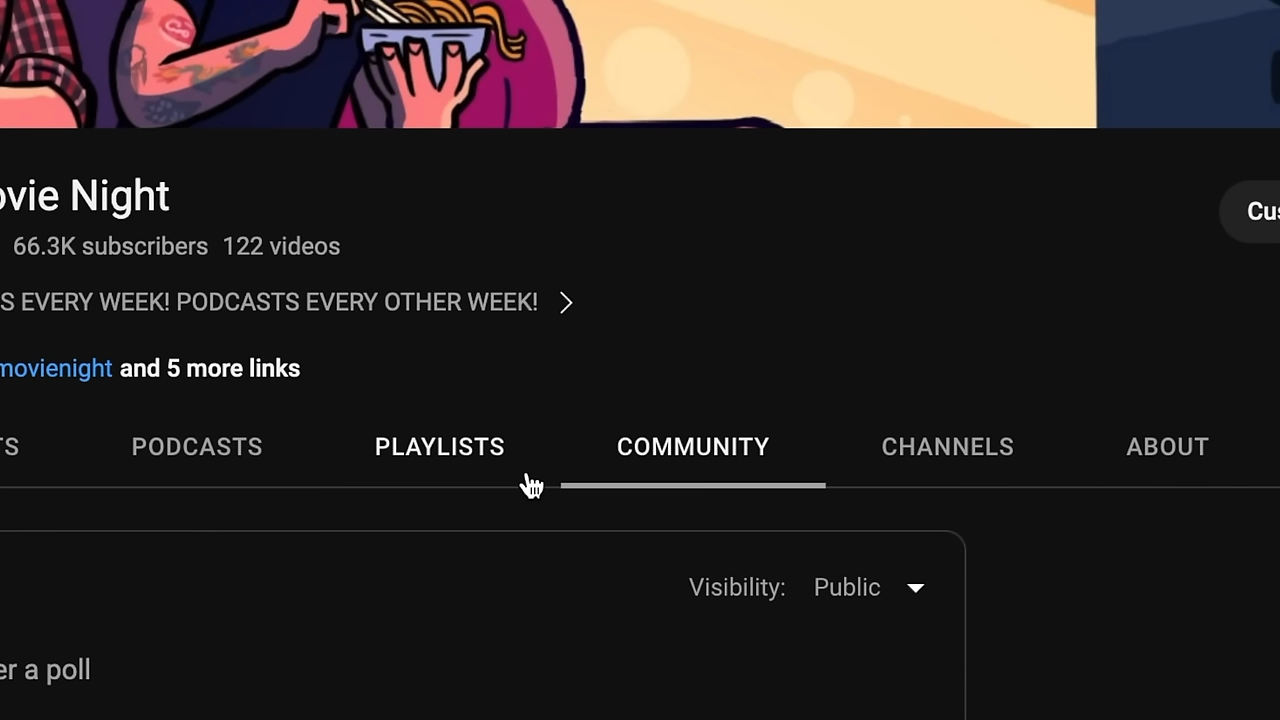 ovie Night
Cus
66.3K subscribers 122 videos
S EVERY WEEK! PODCASTS EVERY OTHER WEEK!
movienight and 5 more links
TS PODCASTS PLAYLISTS COMMUNITY CHANNELS ABOUT
Visibility: Public
er a poll